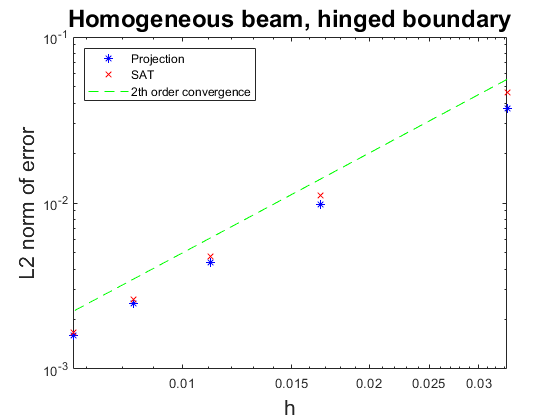 Homogeneous beam, hinged boundary
10-1
Projection
SAT
2th order convergence
L2 norm of error
10-2
10-3
0.01
0.015
0.02
0.025
0.03
h